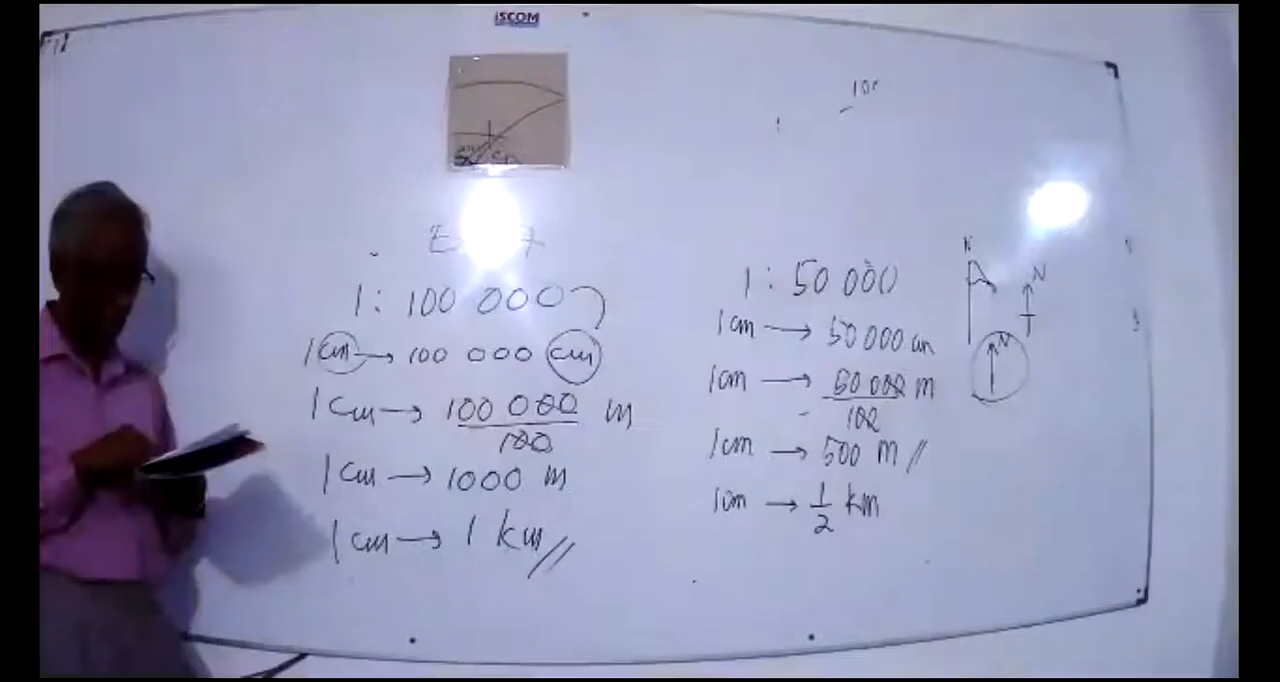 iSCOM
100
1 : 100 000
1 cm → 100 000 cm
1 cm → 100 000/100 m
1 cm → 1000 m
1 cm → 1 km //
1 : 50 000
1 cm → 50 000 cm
1 cm → 50 000/100 m
1 cm → 500 m //
1 cm → 1/2 km
N
N
N